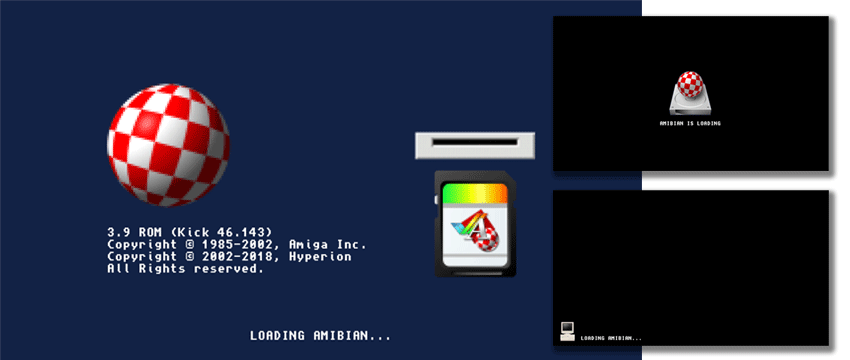 3.9 ROM (Kick 46.143)
Copyright © 1985-2002, Amiga Inc.
Copyright © 2002-2018, Hyperion
All Rights reserved.
LOADING AMIBIAN...
AMIBIAN IS LOADING
LOADING AMIBIAN...